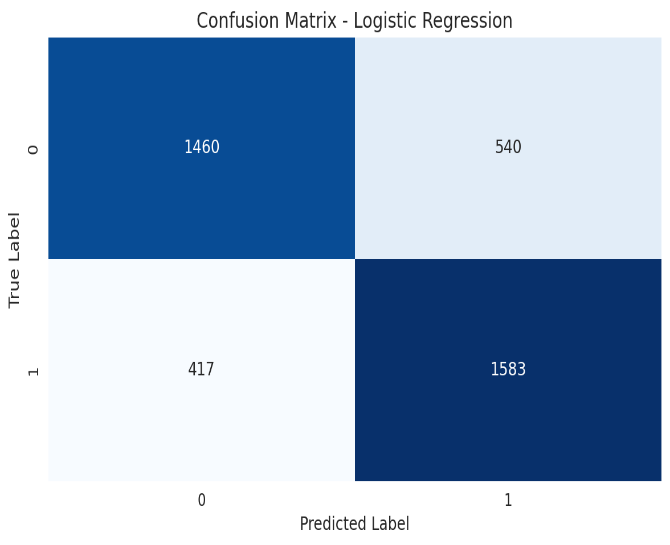 Confusion Matrix - Logistic Regression
True Label
0
1460
540
1
417
1583
0
1
Predicted Label